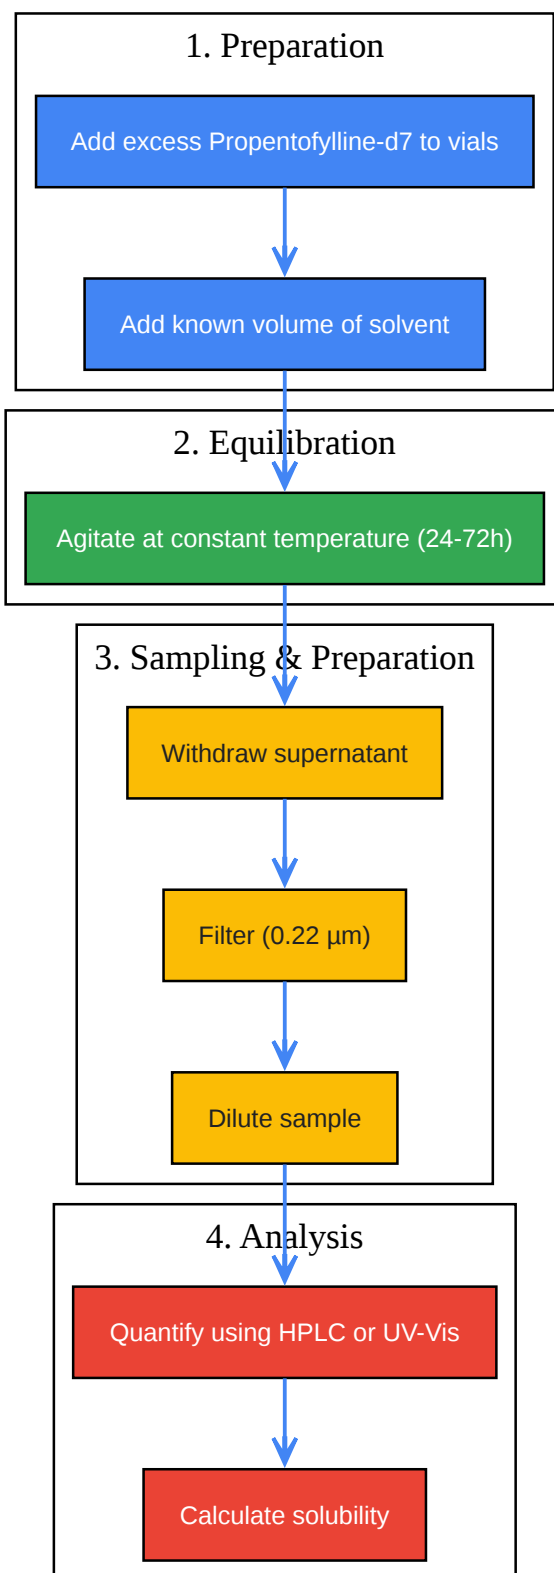 1. Preparation
Add excess Propentofylline-d7 to vials
Add known volume of solvent
2. Equilibration
Agitate at constant temperature (24-72h)
3. Sampling & Preparation
Withdraw supernatant
Filter (0.22 µm)
Dilute sample
4. Analysis
Quantify using HPLC or UV-Vis
Calculate solubility